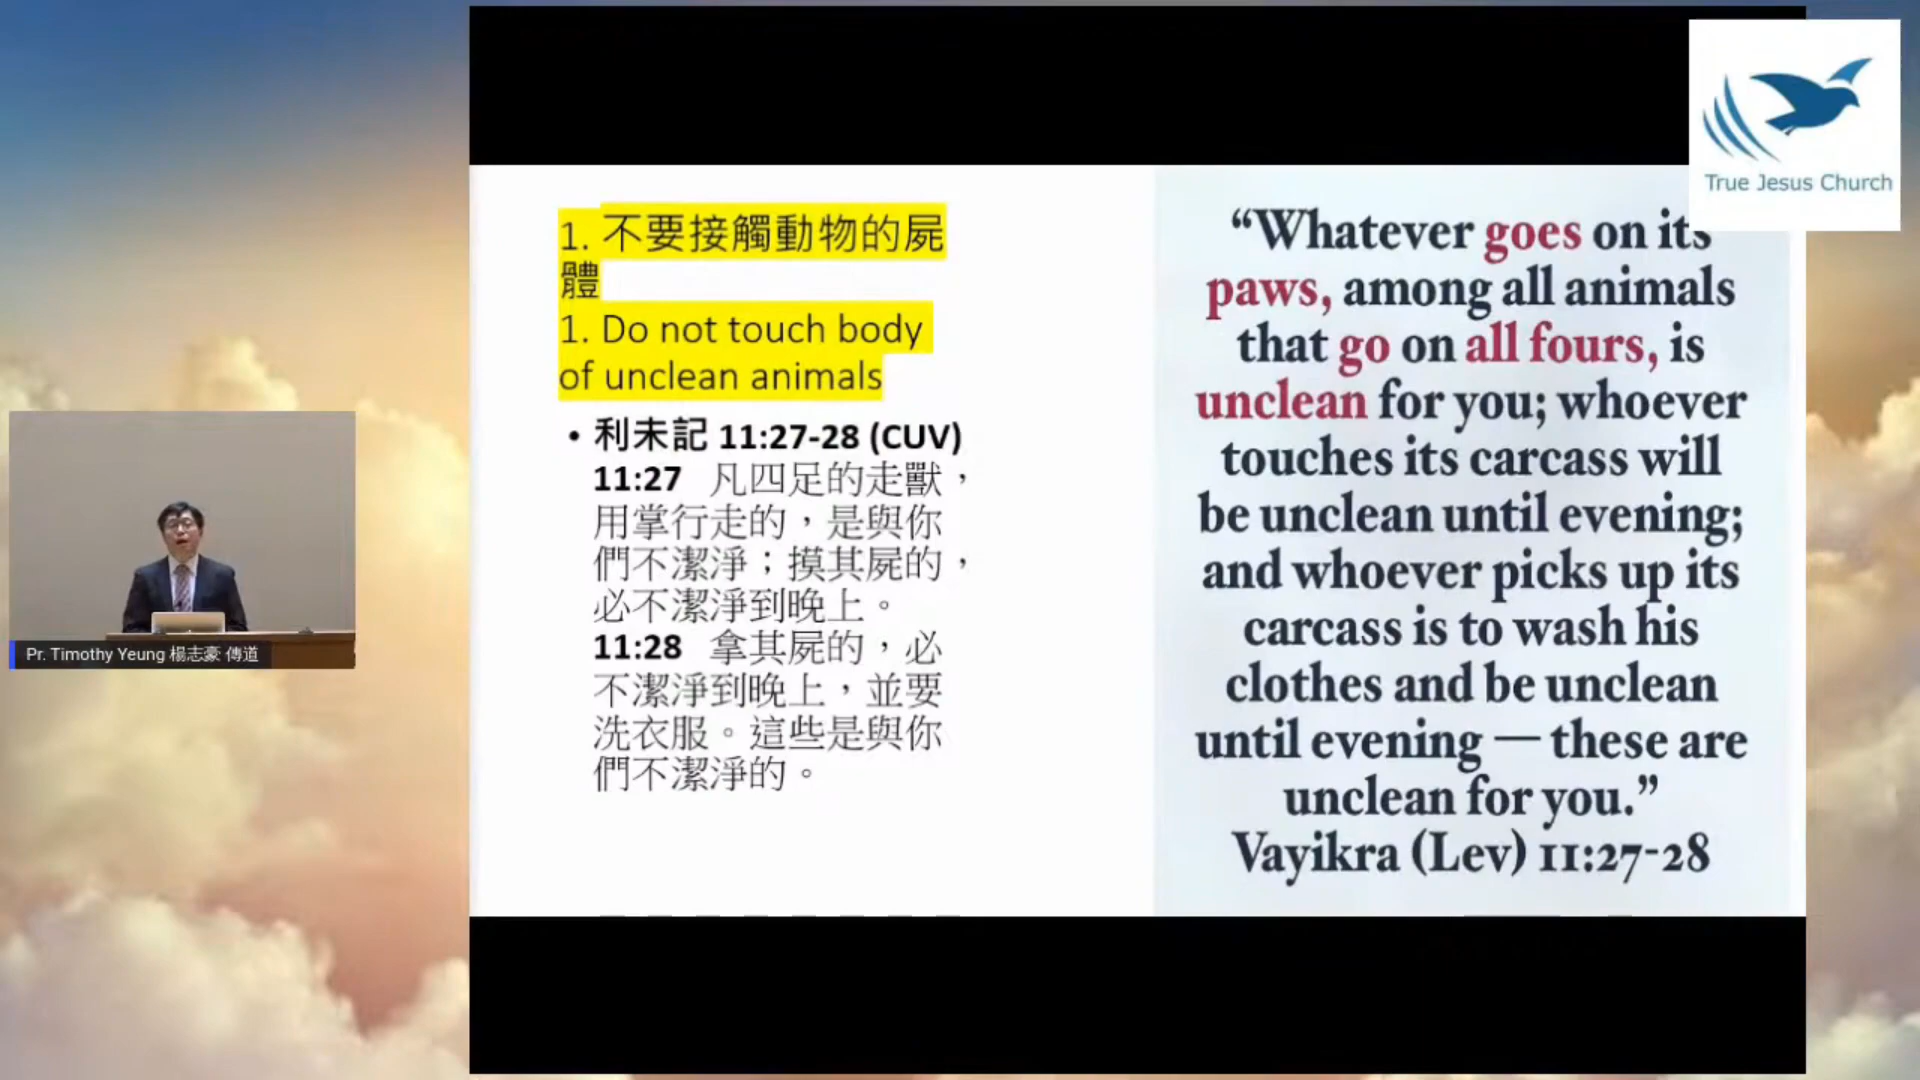 True Jesus Church
1. 不要接觸動物的屍
體
1. Do not touch body
of unclean animals
• 利未記 11:27-28 (CUV)
11:27 凡四足的走獸，
用掌行走的，是與你
們不潔淨；摸其屍的，
必不潔淨到晚上。
11:28 拿其屍的，必
不潔淨到晚上，並要
洗衣服。這些是與你
們不潔淨的。
“Whatever goes on its
paws, among all animals
that go on all fours, is
unclean for you; whoever
touches its carcass will
be unclean until evening;
and whoever picks up its
carcass is to wash his
clothes and be unclean
until evening — these are
unclean for you.”
Vayikra (Lev) 11:27-28
Pr. Timothy Yeung 楊志豪 傳道